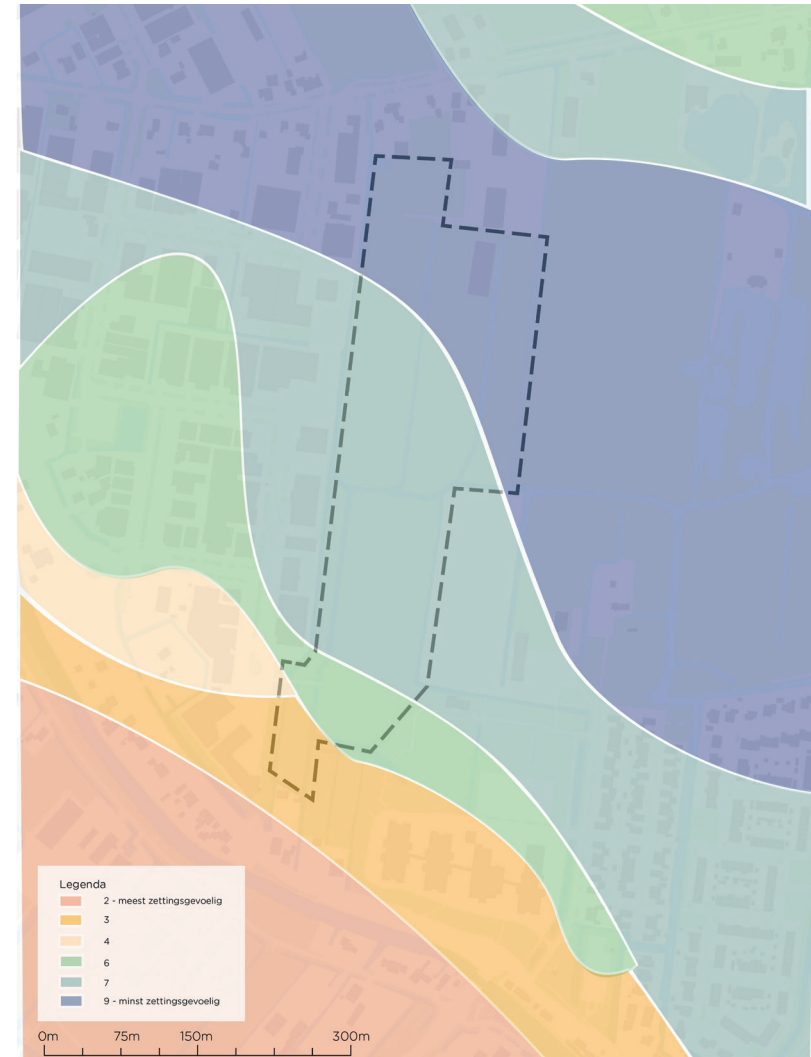 Legenda
2 - meest zettingsgevoelig
3
4
6
7
9 - minst zettingsgevoelig
0m 75m 150m 300m